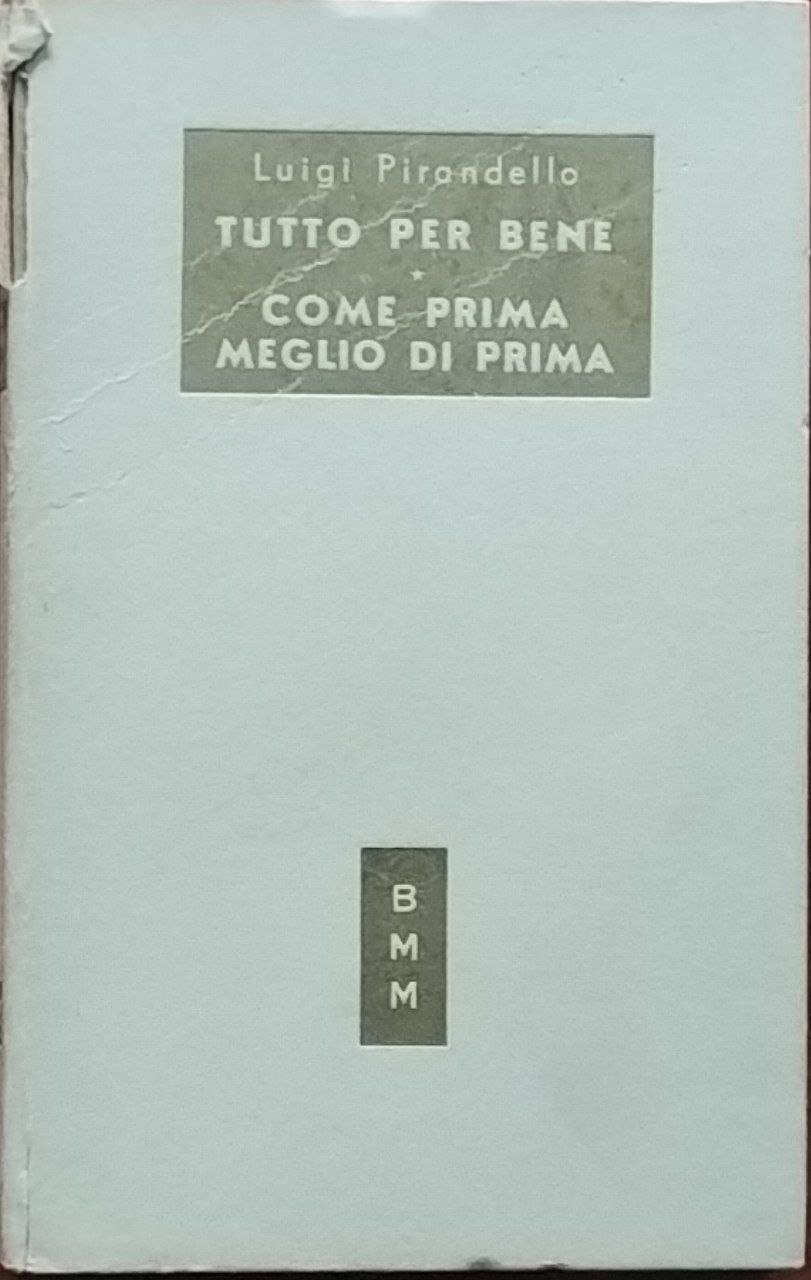 Luigi Pirandello
TUTTO PER BENE
★
COME PRIMA
MEGLIO DI PRIMA
B
M
M